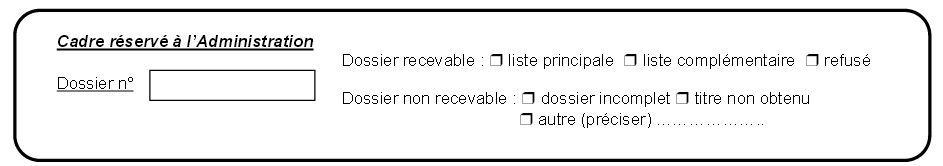 Cadre réservé à l'Administration
Dossier n°
Dossier recevable : ❒ liste principale ❒ liste complémentaire ❒ refusé
Dossier non recevable : ❒ dossier incomplet ❒ titre non obtenu
❒ autre (préciser) ………………..